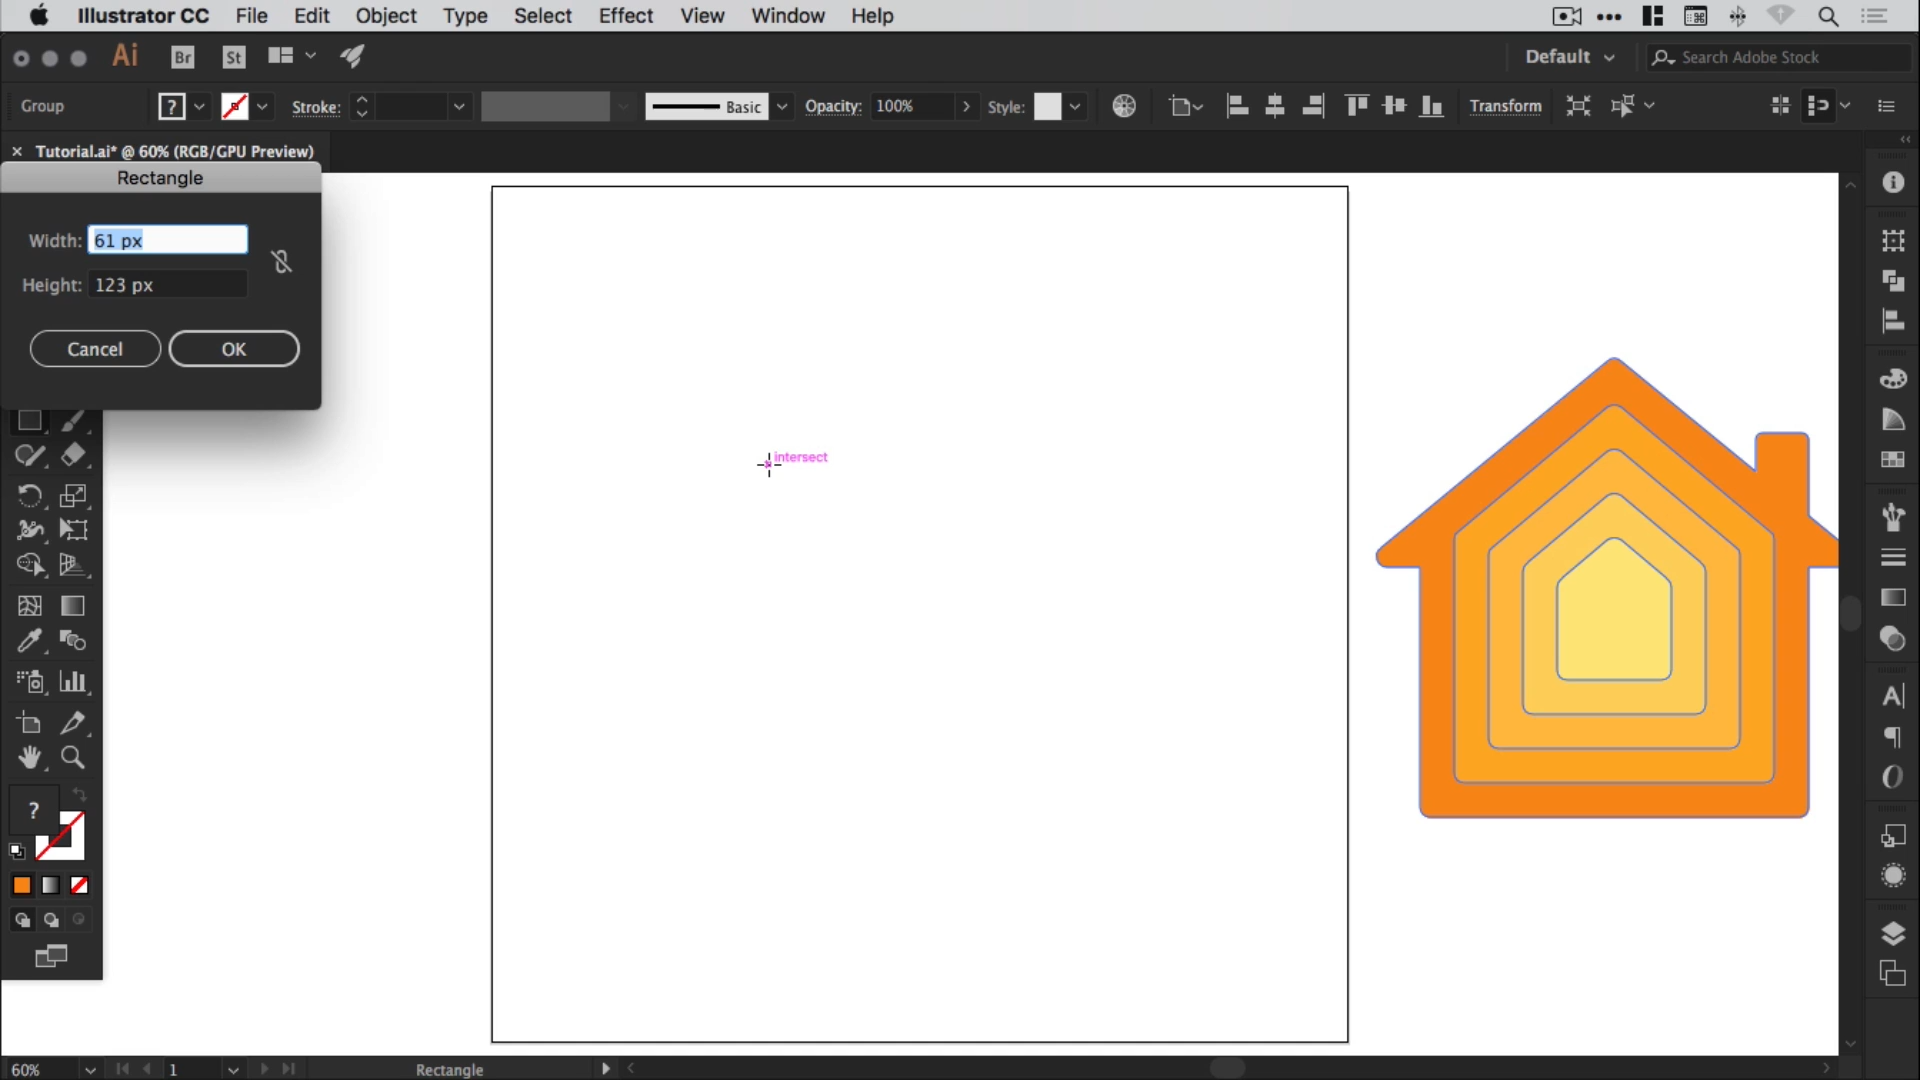 Illustrator CC File Edit Object Type Select Effect View Window Help
Ai Br St Default Search Adobe Stock
Group ? Stroke: Basic Opacity: 100% Style: Transform
× Tutorial.ai* @ 60% (RGB/GPU Preview)
Rectangle
Width: 61 px
Height: 123 px
Cancel OK
intersect
?
60% 1 Rectangle